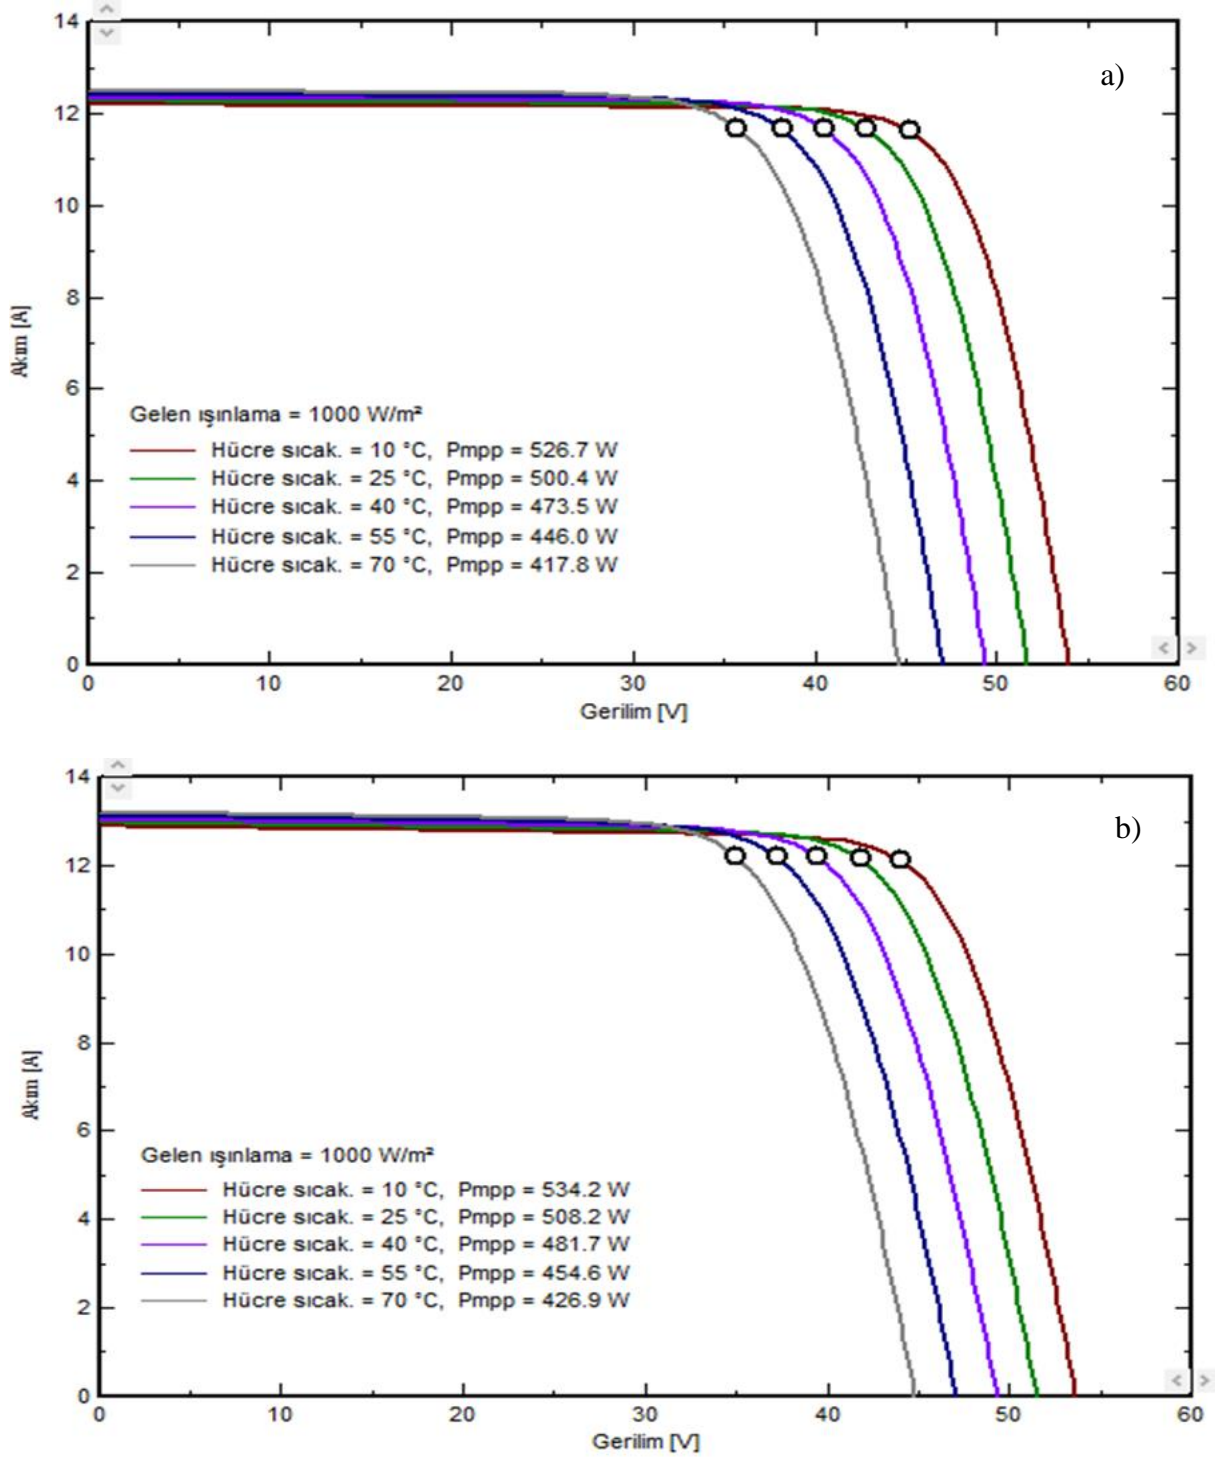 14
a)
12
10
8
Akım [A]
6
Gelen ışınlama = 1000 W/m²
Hücre sıcak. = 10 °C, Pmpp = 526.7 W
4
Hücre sıcak. = 25 °C, Pmpp = 500.4 W
Hücre sıcak. = 40 °C, Pmpp = 473.5 W
Hücre sıcak. = 55 °C, Pmpp = 446.0 W
2
Hücre sıcak. = 70 °C, Pmpp = 417.8 W
0
0 10 20 30 40 50 60
Gerilim [V]
14
b)
12
10
8
Akım [A]
6
Gelen ışınlama = 1000 W/m²
Hücre sıcak. = 10 °C, Pmpp = 534.2 W
4
Hücre sıcak. = 25 °C, Pmpp = 508.2 W
Hücre sıcak. = 40 °C, Pmpp = 481.7 W
Hücre sıcak. = 55 °C, Pmpp = 454.6 W
2
Hücre sıcak. = 70 °C, Pmpp = 426.9 W
0
0 10 20 30 40 50 60
Gerilim [V]